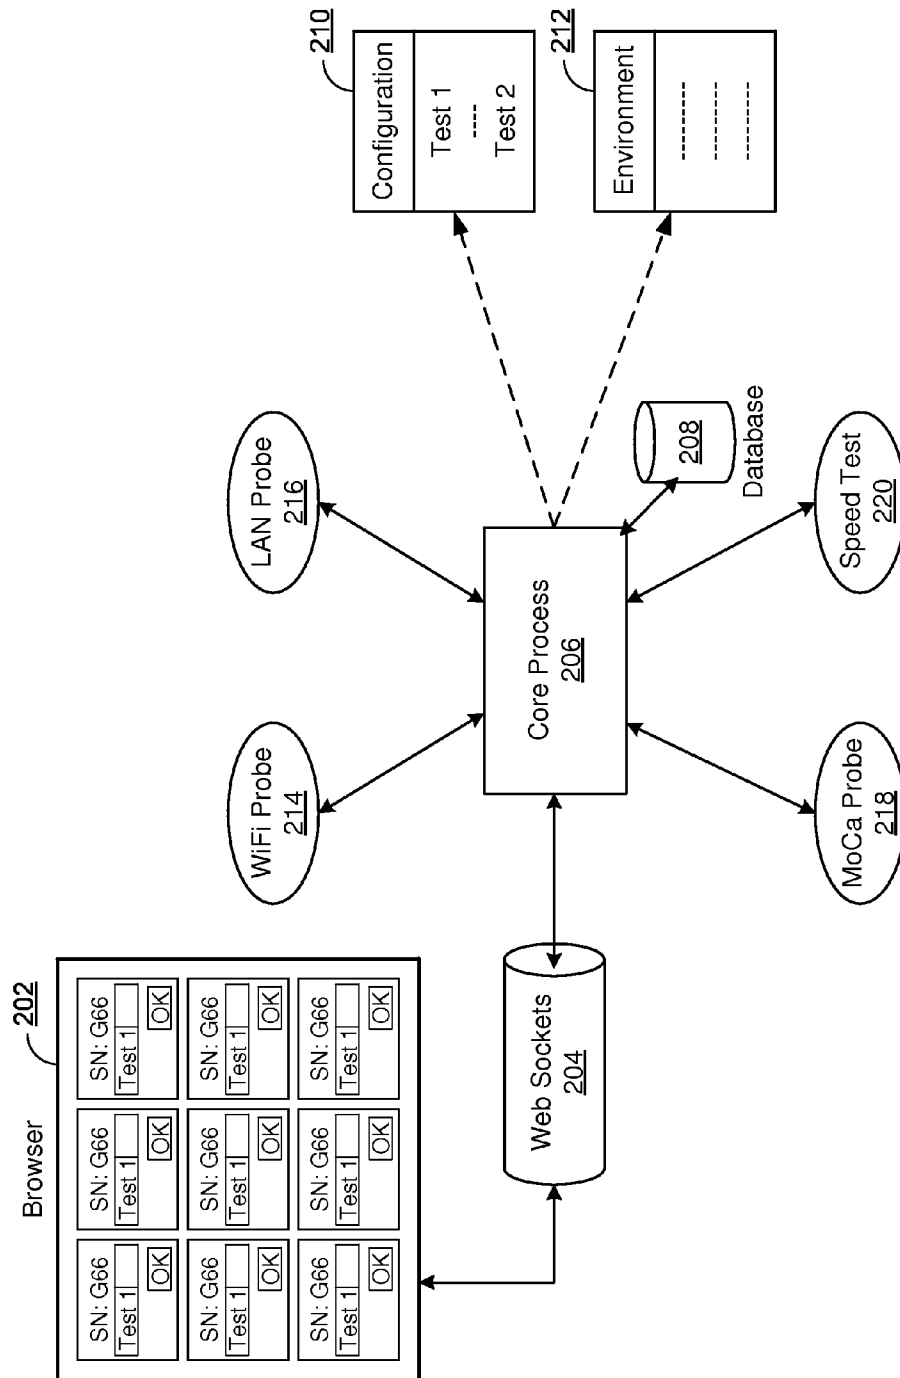 Browser
202
SN: G66
Test 1
OK
SN: G66
Test 1
OK
SN: G66
Test 1
OK
SN: G66
Test 1
OK
SN: G66
Test 1
OK
SN: G66
Test 1
OK
SN: G66
Test 1
OK
SN: G66
Test 1
OK
SN: G66
Test 1
OK
Web Sockets
204
WiFi Probe
214
LAN Probe
216
Core Process
206
MoCa Probe
218
Speed Test
220
208
Database
210
Configuration
Test 1
----
Test 2
212
Environment